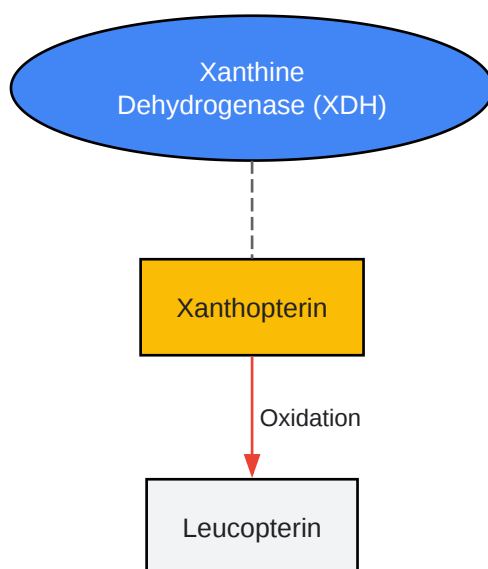 Xanthine
Dehydrogenase (XDH)
Xanthopterin
Oxidation
Leucopterin